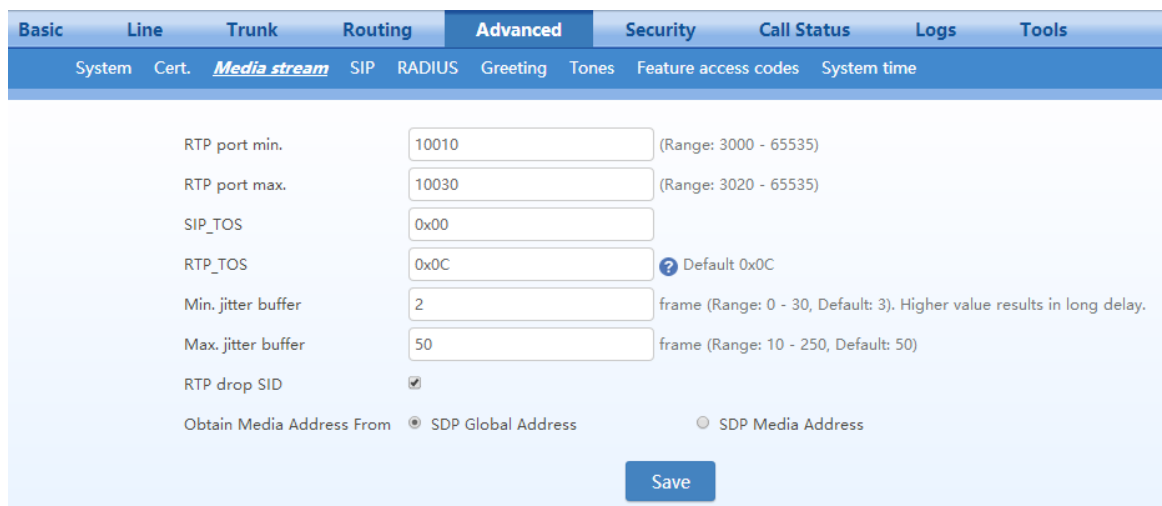 Basic Line Trunk Routing Advanced Security Call Status Logs Tools
System Cert. Media stream SIP RADIUS Greeting Tones Feature access codes System time
RTP port min. 10010 (Range: 3000 - 65535)
RTP port max. 10030 (Range: 3020 - 65535)
SIP_TOS 0x00
RTP_TOS 0x0C ? Default 0x0C
Min. jitter buffer 2 frame (Range: 0 - 30, Default: 3). Higher value results in long delay.
Max. jitter buffer 50 frame (Range: 10 - 250, Default: 50)
RTP drop SID
Obtain Media Address From SDP Global Address SDP Media Address
Save